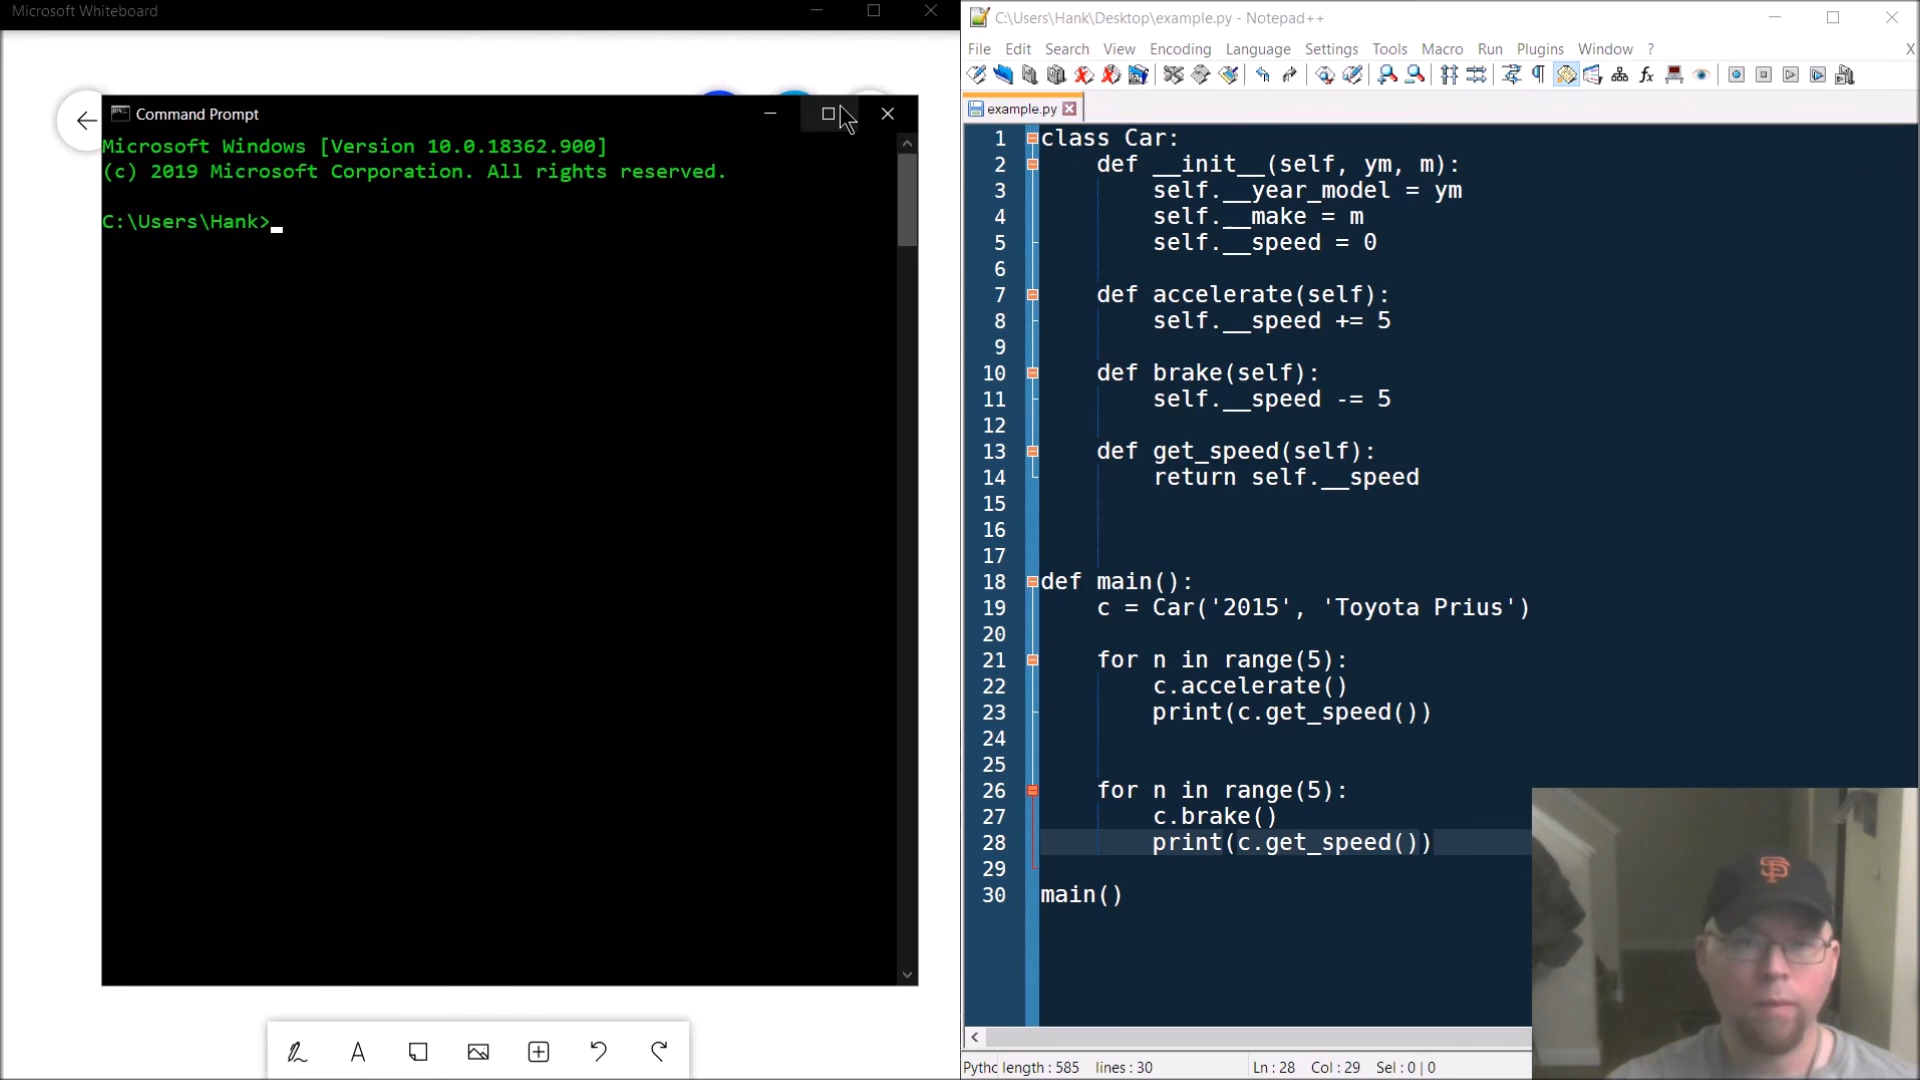 Microsoft Whiteboard
Command Prompt
Microsoft Windows [Version 10.0.18362.900]
(c) 2019 Microsoft Corporation. All rights reserved.
C:\Users\Hank>
A
C:\Users\Hank\Desktop\example.py - Notepad++
File Edit Search View Encoding Language Settings Tools Macro Run Plugins Window ? X
example.py
1 class Car:
2     def __init__(self, ym, m):
3         self.__year_model = ym
4         self.__make = m
5         self.__speed = 0
6
7     def accelerate(self):
8         self.__speed += 5
9
10     def brake(self):
11         self.__speed -= 5
12
13     def get_speed(self):
14         return self.__speed
15
16
17
18 def main():
19     c = Car('2015', 'Toyota Prius')
20
21     for n in range(5):
22         c.accelerate()
23         print(c.get_speed())
24
25
26     for n in range(5):
27         c.brake()
28         print(c.get_speed())
29
30 main()
SF
Pythc length : 585 lines : 30 Ln : 28 Col : 29 Sel : 0 | 0